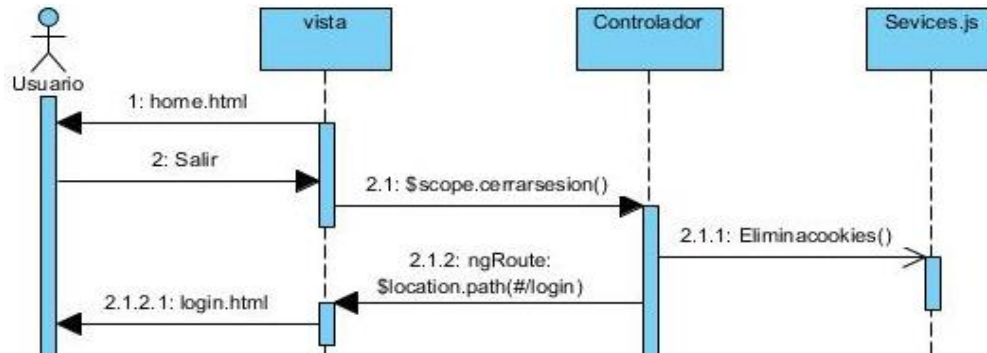 vista
Controlador
Sevices.js
Usuario
1: home.html
2: Salir
2.1: $scope.cerrarsesion()
2.1.1: Eliminacookies()
2.1.2: ngRoute:
$location.path(#/login)
2.1.2.1: login.html